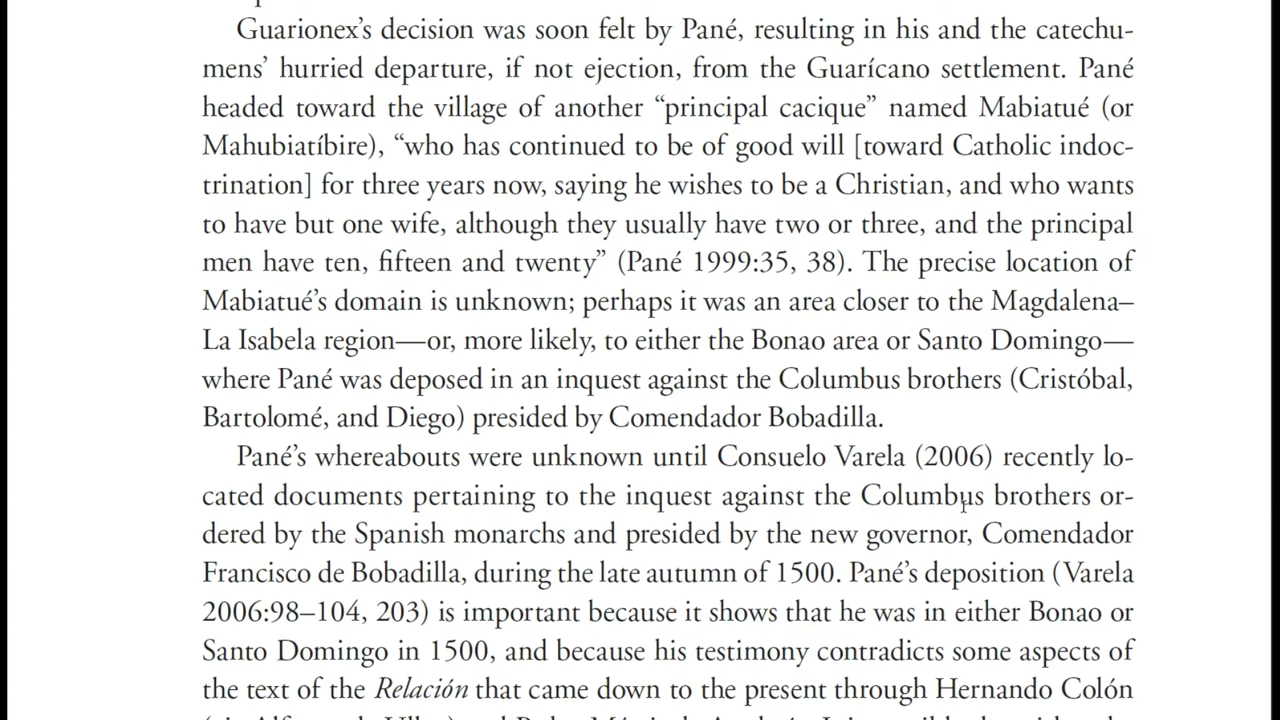 Guarionex's decision was soon felt by Pané, resulting in his and the catechu-
mens' hurried departure, if not ejection, from the Guarícano settlement. Pané
headed toward the village of another “principal cacique” named Mabiatué (or
Mahubiatíbire), “who has continued to be of good will [toward Catholic indoc-
trination] for three years now, saying he wishes to be a Christian, and who wants
to have but one wife, although they usually have two or three, and the principal
men have ten, fifteen and twenty” (Pané 1999:35, 38). The precise location of
Mabiatué’s domain is unknown; perhaps it was an area closer to the Magdalena–
La Isabela region—or, more likely, to either the Bonao area or Santo Domingo—
where Pané was deposed in an inquest against the Columbus brothers (Cristóbal,
Bartolomé, and Diego) presided by Comendador Bobadilla.
Pané’s whereabouts were unknown until Consuelo Varela (2006) recently lo-
cated documents pertaining to the inquest against the Columbus brothers or-
dered by the Spanish monarchs and presided by the new governor, Comendador
Francisco de Bobadilla, during the late autumn of 1500. Pané’s deposition (Varela
2006:98–104, 203) is important because it shows that he was in either Bonao or
Santo Domingo in 1500, and because his testimony contradicts some aspects of
the text of the Relación that came down to the present through Hernando Colón